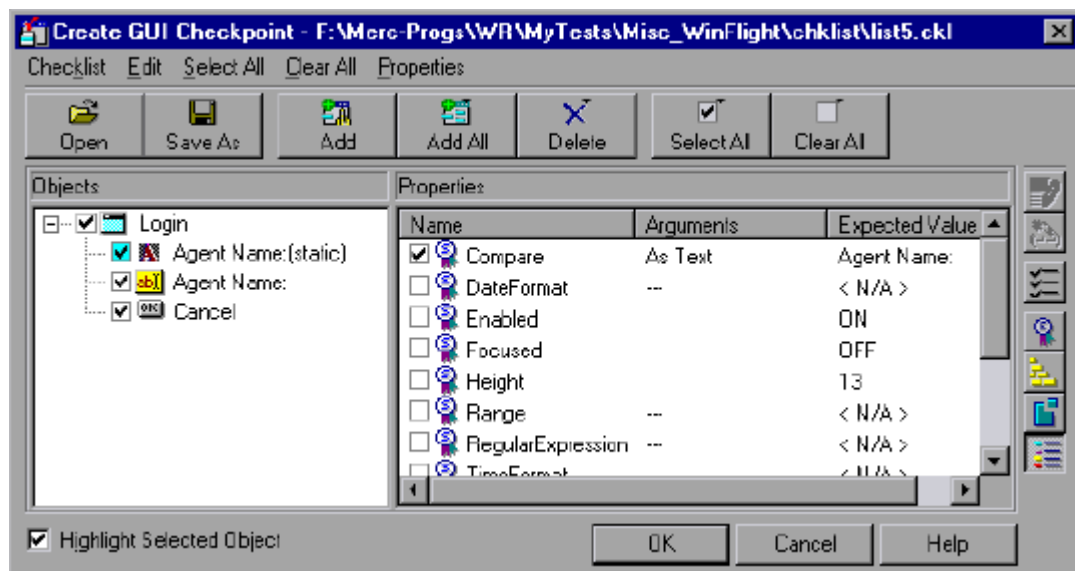 Create GUI Checkpoint - F:\Merc-Progs\WR\MyTests\Misc_WinFlight\chklist\list5.ckl
Checklist Edit Select All Clear All Properties
Open Save As Add Add All Delete Select All Clear All
Objects
Login
Agent Name:(static)
Agent Name:
Cancel
Properties
Name Arguments Expected Value
Compare As Text Agent Name:
DateFormat --- < N/A >
Enabled ON
Focused OFF
Height 13
Range --- < N/A >
RegularExpression --- < N/A >
TimeFormat < N/A >
Highlight Selected Object
OK Cancel Help